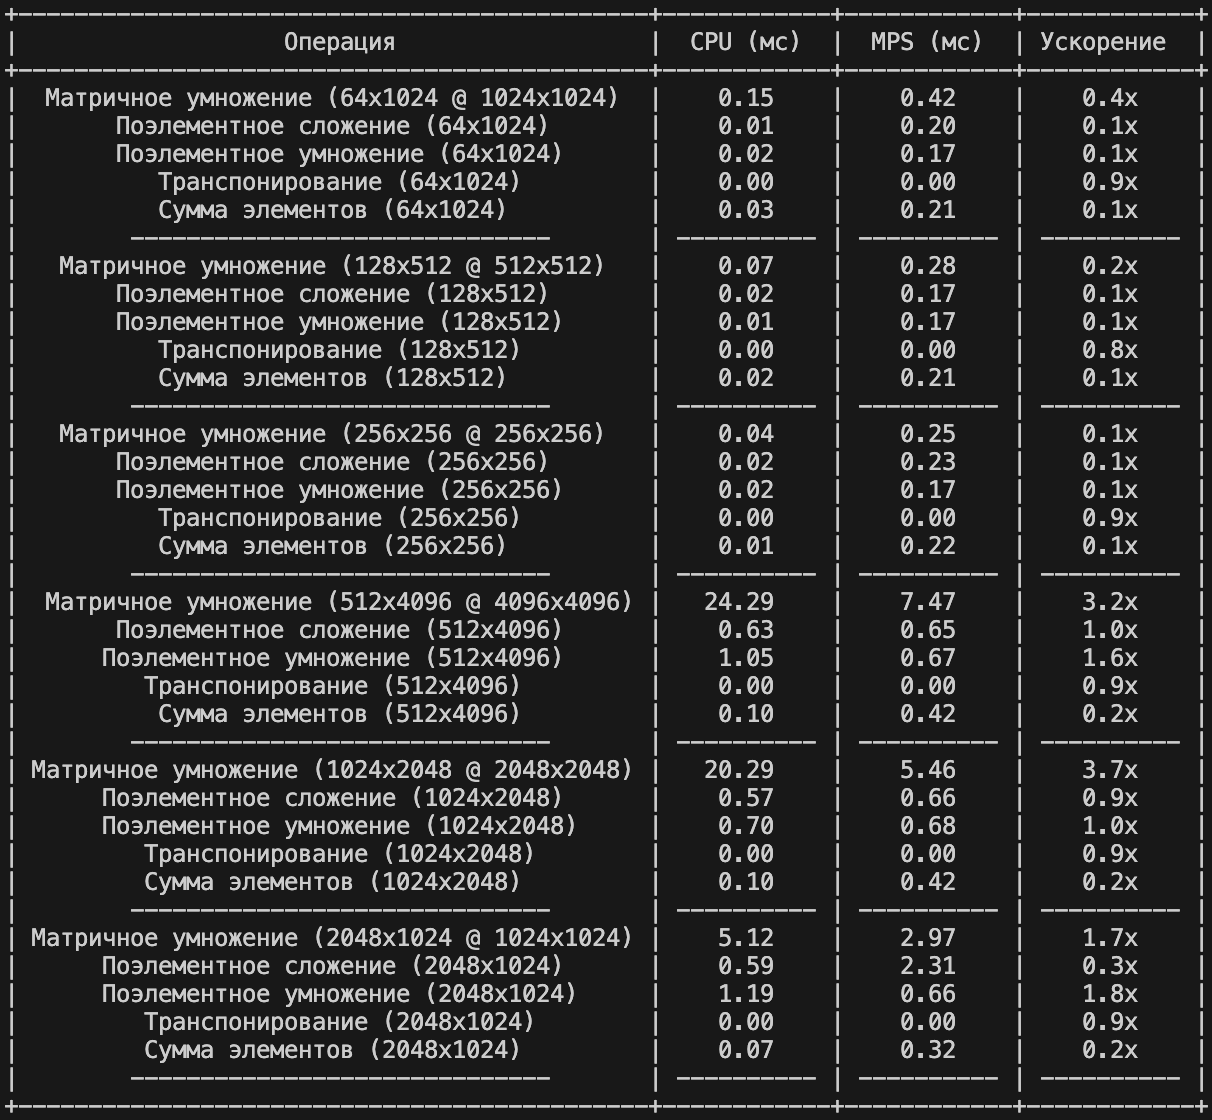 Операция | CPU (мс) | MPS (мс) | Ускорение
Матричное умножение (64x1024 @ 1024x1024) | 0.15 | 0.42 | 0.4x
Поэлементное сложение (64x1024) | 0.01 | 0.20 | 0.1x
Поэлементное умножение (64x1024) | 0.02 | 0.17 | 0.1x
Транспонирование (64x1024) | 0.00 | 0.00 | 0.9x
Сумма элементов (64x1024) | 0.03 | 0.21 | 0.1x
Матричное умножение (128x512 @ 512x512) | 0.07 | 0.28 | 0.2x
Поэлементное сложение (128x512) | 0.02 | 0.17 | 0.1x
Поэлементное умножение (128x512) | 0.01 | 0.17 | 0.1x
Транспонирование (128x512) | 0.00 | 0.00 | 0.8x
Сумма элементов (128x512) | 0.02 | 0.21 | 0.1x
Матричное умножение (256x256 @ 256x256) | 0.04 | 0.25 | 0.1x
Поэлементное сложение (256x256) | 0.02 | 0.23 | 0.1x
Поэлементное умножение (256x256) | 0.02 | 0.17 | 0.1x
Транспонирование (256x256) | 0.00 | 0.00 | 0.9x
Сумма элементов (256x256) | 0.01 | 0.22 | 0.1x
Матричное умножение (512x4096 @ 4096x4096) | 24.29 | 7.47 | 3.2x
Поэлементное сложение (512x4096) | 0.63 | 0.65 | 1.0x
Поэлементное умножение (512x4096) | 1.05 | 0.67 | 1.6x
Транспонирование (512x4096) | 0.00 | 0.00 | 0.9x
Сумма элементов (512x4096) | 0.10 | 0.42 | 0.2x
Матричное умножение (1024x2048 @ 2048x2048) | 20.29 | 5.46 | 3.7x
Поэлементное сложение (1024x2048) | 0.57 | 0.66 | 0.9x
Поэлементное умножение (1024x2048) | 0.70 | 0.68 | 1.0x
Транспонирование (1024x2048) | 0.00 | 0.00 | 0.9x
Сумма элементов (1024x2048) | 0.10 | 0.42 | 0.2x
Матричное умножение (2048x1024 @ 1024x1024) | 5.12 | 2.97 | 1.7x
Поэлементное сложение (2048x1024) | 0.59 | 2.31 | 0.3x
Поэлементное умножение (2048x1024) | 1.19 | 0.66 | 1.8x
Транспонирование (2048x1024) | 0.00 | 0.00 | 0.9x
Сумма элементов (2048x1024) | 0.07 | 0.32 | 0.2x